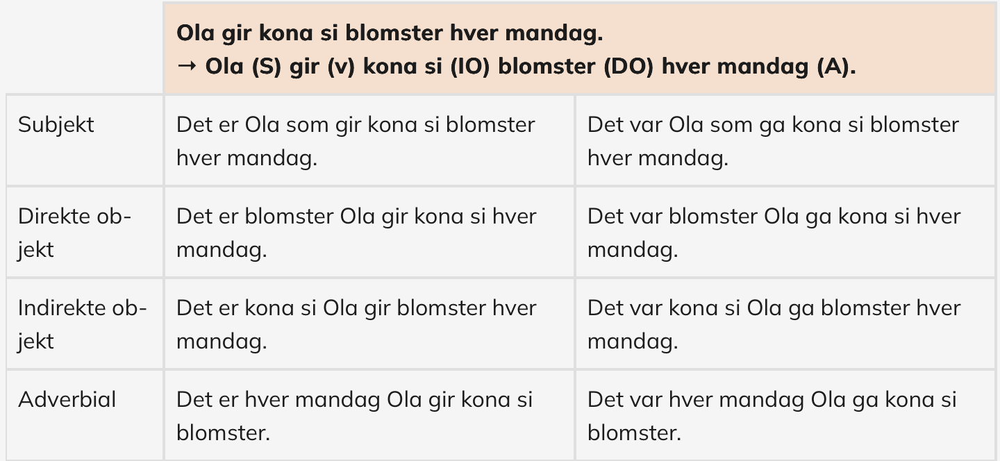 Ola gir kona si blomster hver mandag.
→ Ola (S) gir (v) kona si (IO) blomster (DO) hver mandag (A).
Subjekt
Det er Ola som gir kona si blomster
hver mandag.
Det var Ola som ga kona si blomster
hver mandag.
Direkte ob-
jekt
Det er blomster Ola gir kona si hver
mandag.
Det var blomster Ola ga kona si hver
mandag.
Indirekte ob-
jekt
Det er kona si Ola gir blomster hver
mandag.
Det var kona si Ola ga blomster hver
mandag.
Adverbial
Det er hver mandag Ola gir kona si
blomster.
Det var hver mandag Ola ga kona si
blomster.